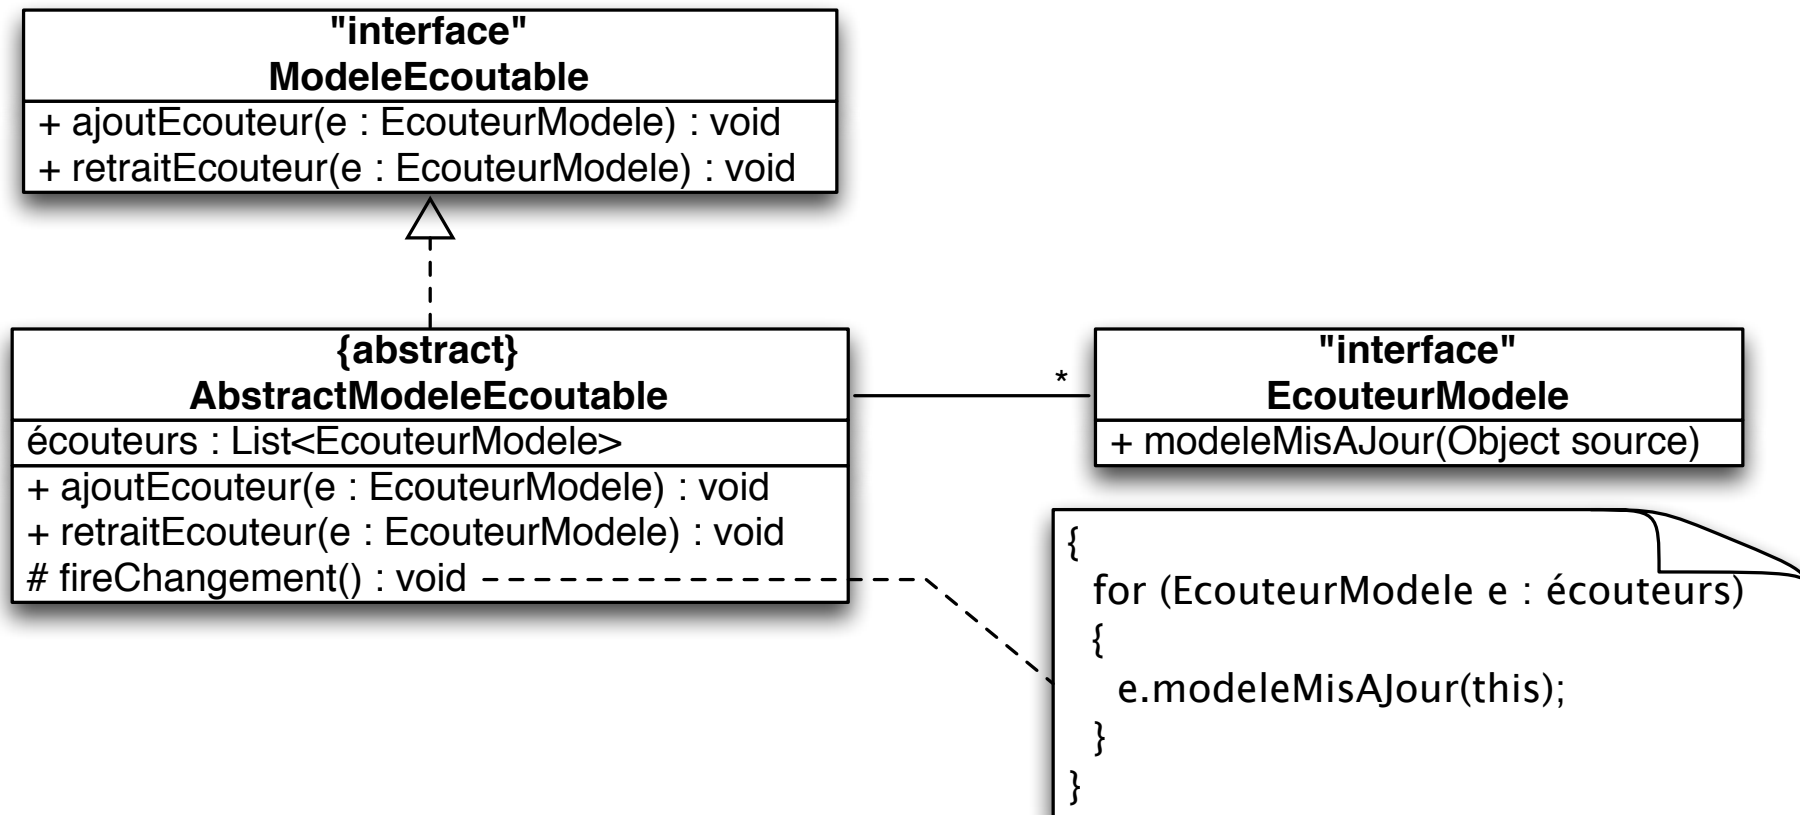 "interface"
ModeleEcoutable
+ ajoutEcouteur(e : EcouteurModele) : void
+ retraitEcouteur(e : EcouteurModele) : void
{abstract}
AbstractModeleEcoutable
écouteurs : List<EcouteurModele>
+ ajoutEcouteur(e : EcouteurModele) : void
+ retraitEcouteur(e : EcouteurModele) : void
# fireChangement() : void
*
"interface"
EcouteurModele
+ modeleMisAJour(Object source)
{
for (EcouteurModele e : écouteurs)
{
e.modeleMisAJour(this);
}
}